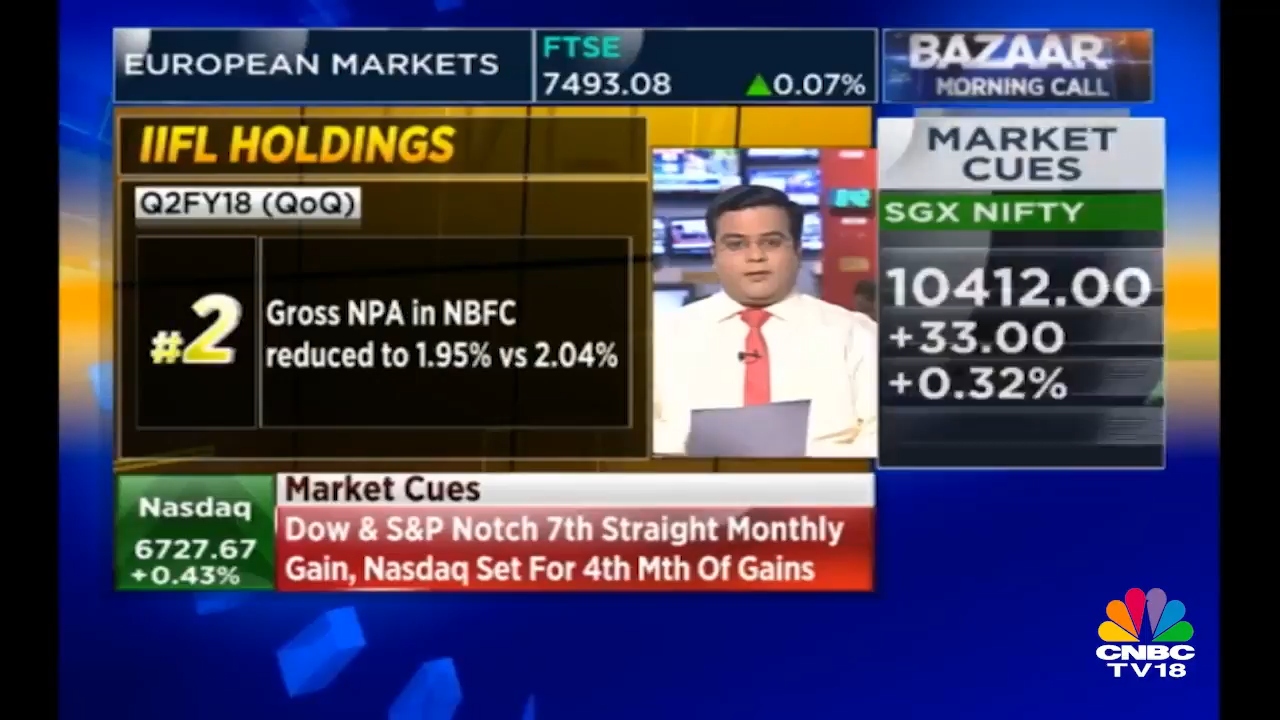 EUROPEAN MARKETS
FTSE
7493.08 ▲0.07%
BAZAAR
MORNING CALL
IIFL HOLDINGS
Q2FY18 (QoQ)
#2
Gross NPA in NBFC
reduced to 1.95% vs 2.04%
MARKET
CUES
SGX NIFTY
10412.00
+33.00
+0.32%
Nasdaq
6727.67
+0.43%
Market Cues
Dow & S&P Notch 7th Straight Monthly
Gain, Nasdaq Set For 4th Mth Of Gains
CNBC
TV18